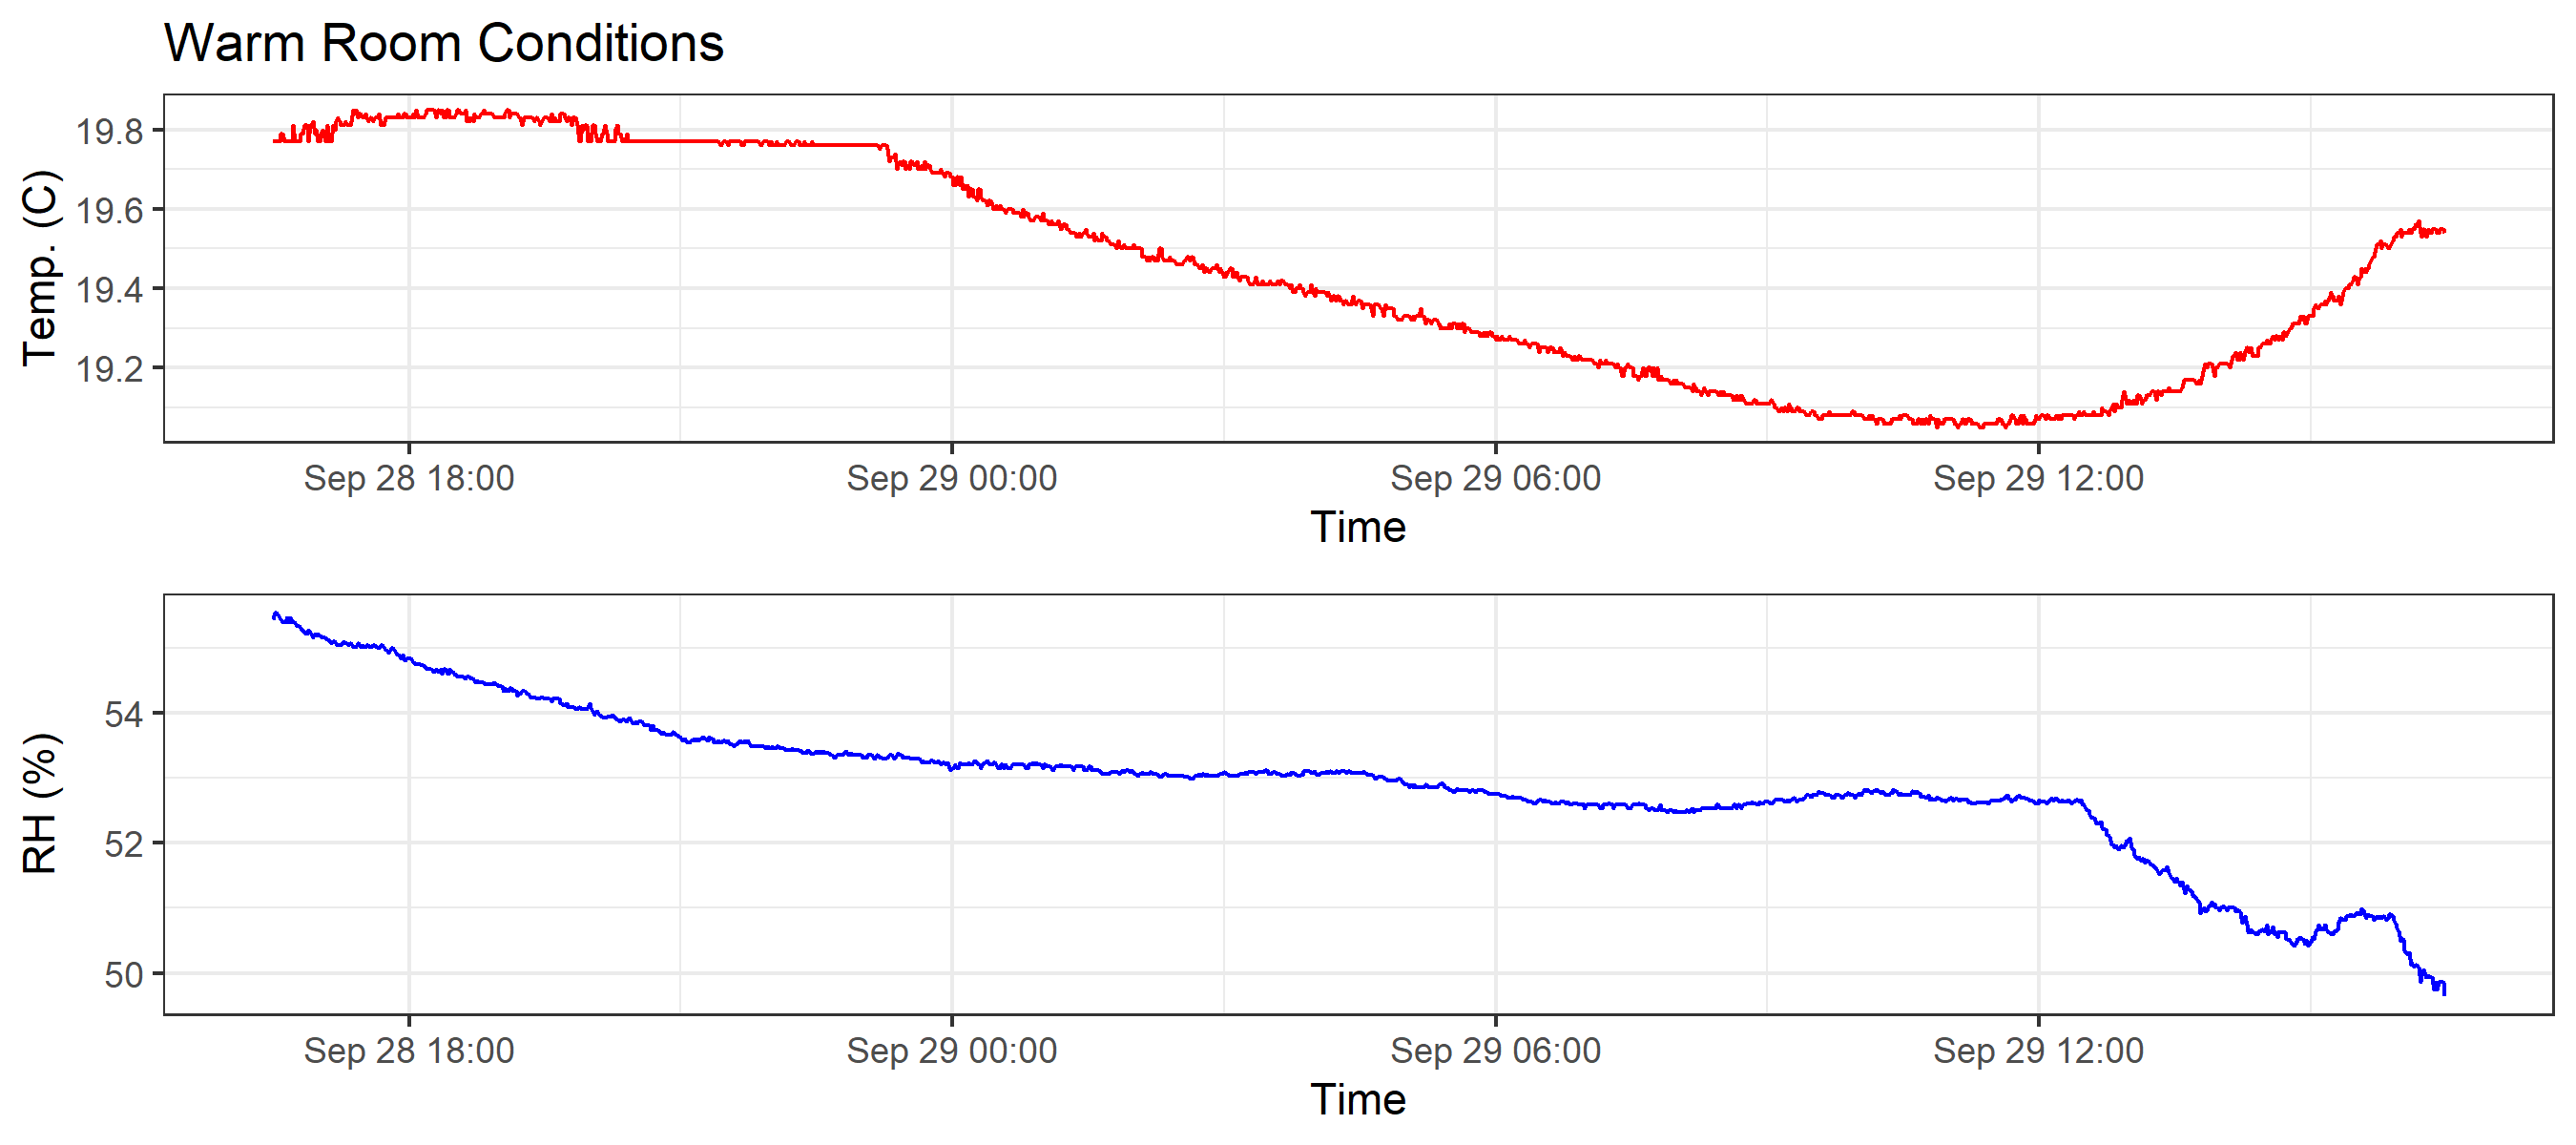 Warm Room Conditions
Temp. (C)
19.8
19.6
19.4
19.2
Sep 28 18:00 Sep 29 00:00 Sep 29 06:00 Sep 29 12:00
Time
RH (%)
54
52
50
Sep 28 18:00 Sep 29 00:00 Sep 29 06:00 Sep 29 12:00
Time